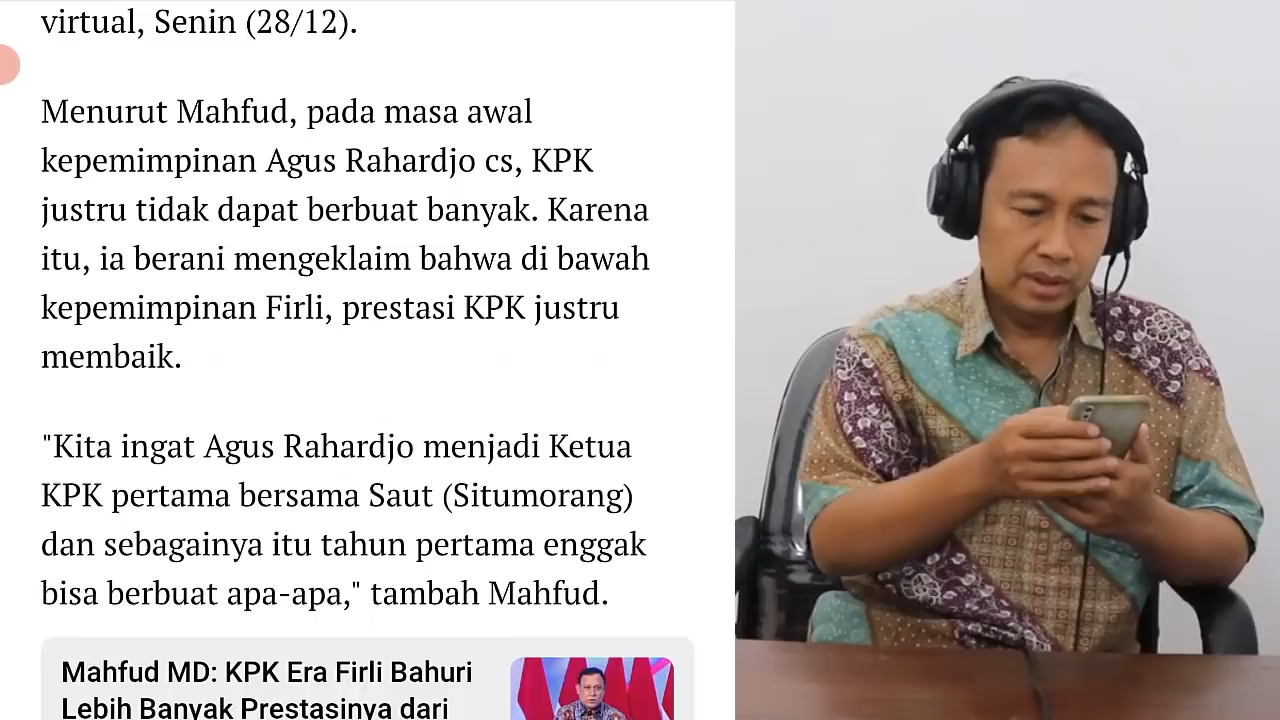 virtual, Senin (28/12).
Menurut Mahfud, pada masa awal
kepemimpinan Agus Rahardjo cs, KPK
justru tidak dapat berbuat banyak. Karena
itu, ia berani mengeklaim bahwa di bawah
kepemimpinan Firli, prestasi KPK justru
membaik.
"Kita ingat Agus Rahardjo menjadi Ketua
KPK pertama bersama Saut (Situmorang)
dan sebagainya itu tahun pertama enggak
bisa berbuat apa-apa," tambah Mahfud.
Mahfud MD: KPK Era Firli Bahuri
Lebih Banyak Prestasinya dari